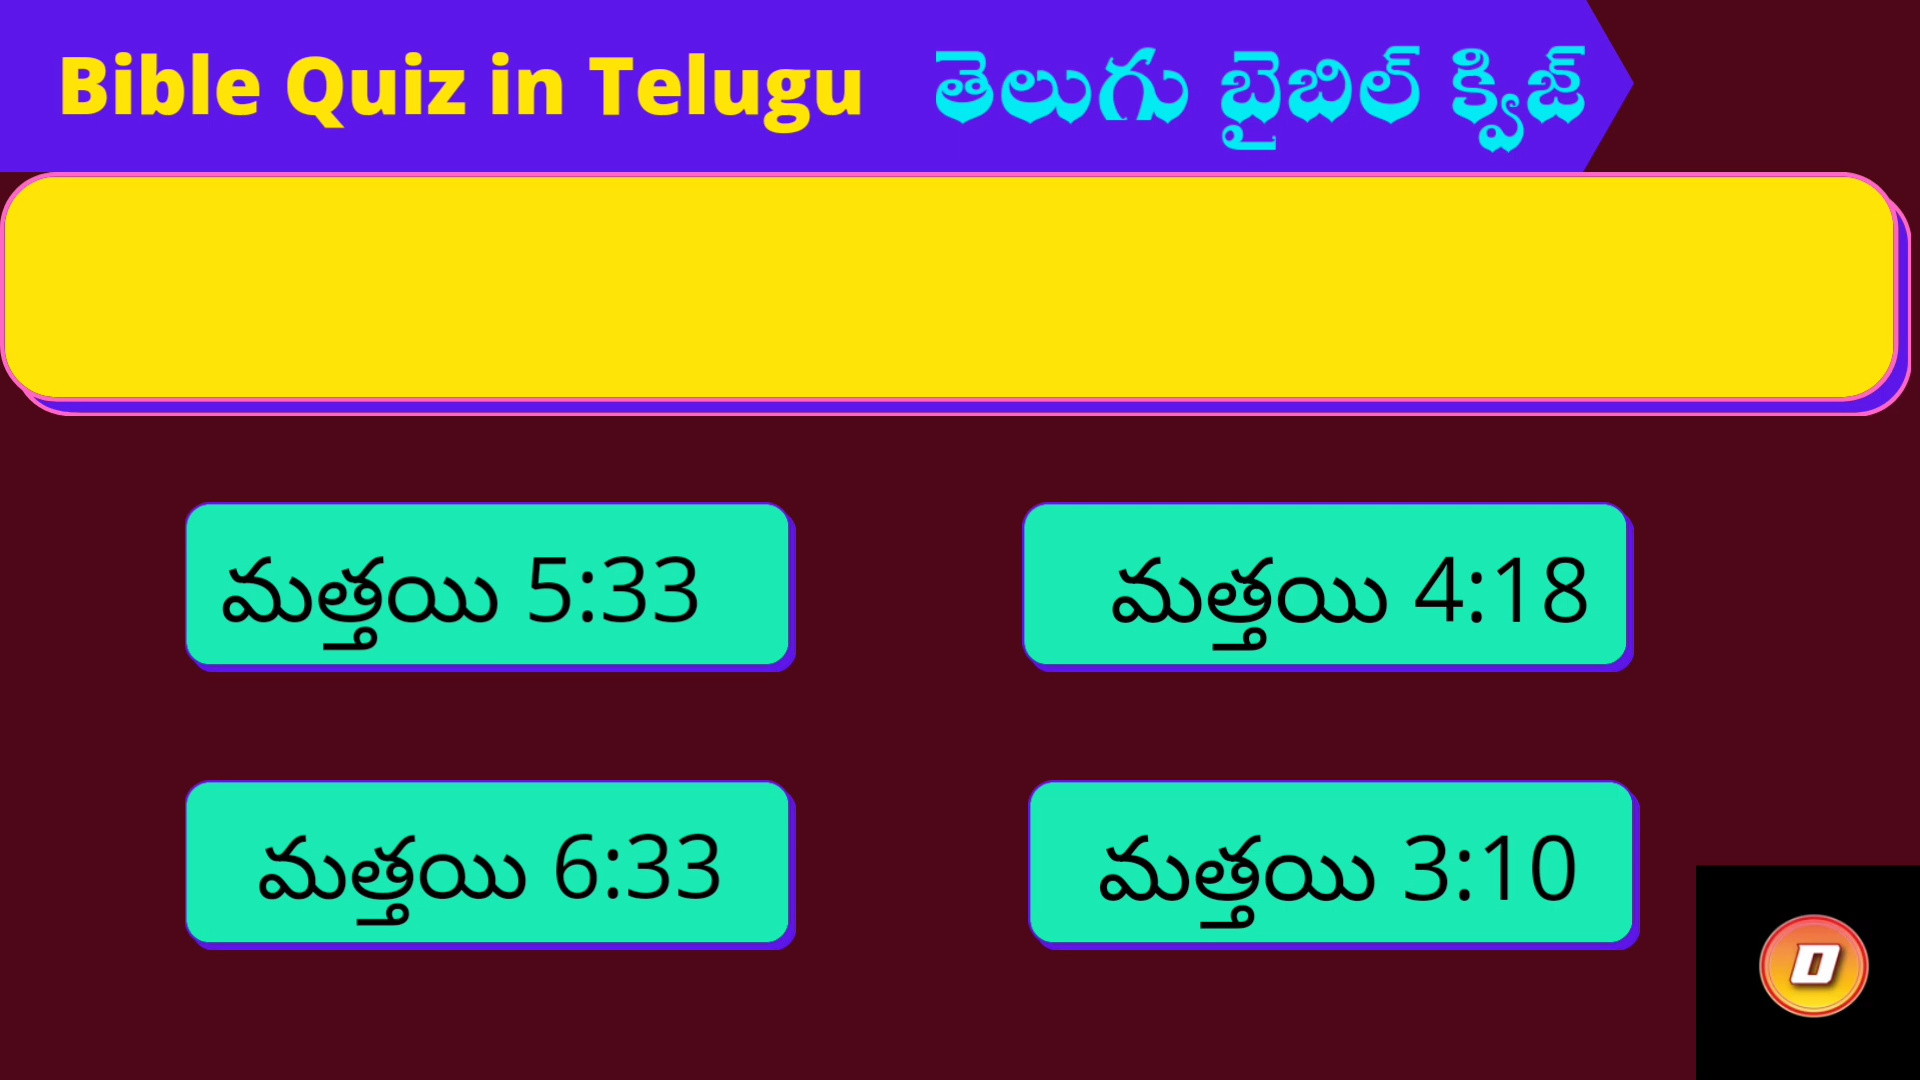 Bible Quiz in Telugu తెలుగు బైబిల్ క్విజ్
మత్తయి 5:33
మత్తయి 4:18
మత్తయి 6:33
మత్తయి 3:10
0